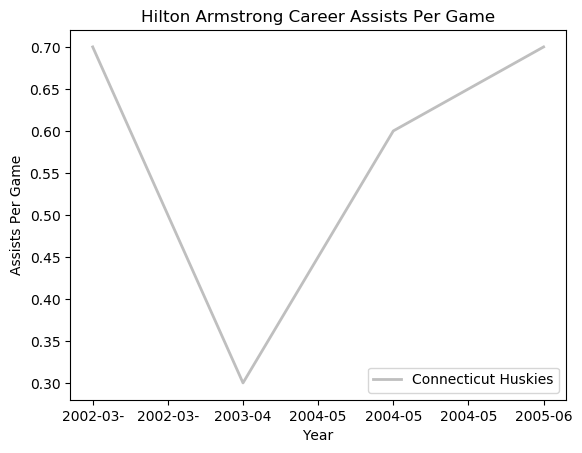 Hilton Armstrong Career Assists Per Game
0.70
0.65
0.60
0.55
0.50
0.45
0.40
0.35
0.30
Assists Per Game
Connecticut Huskies
2002-03- 2002-03- 2003-04 2004-05 2004-05 2004-05 2005-06
Year